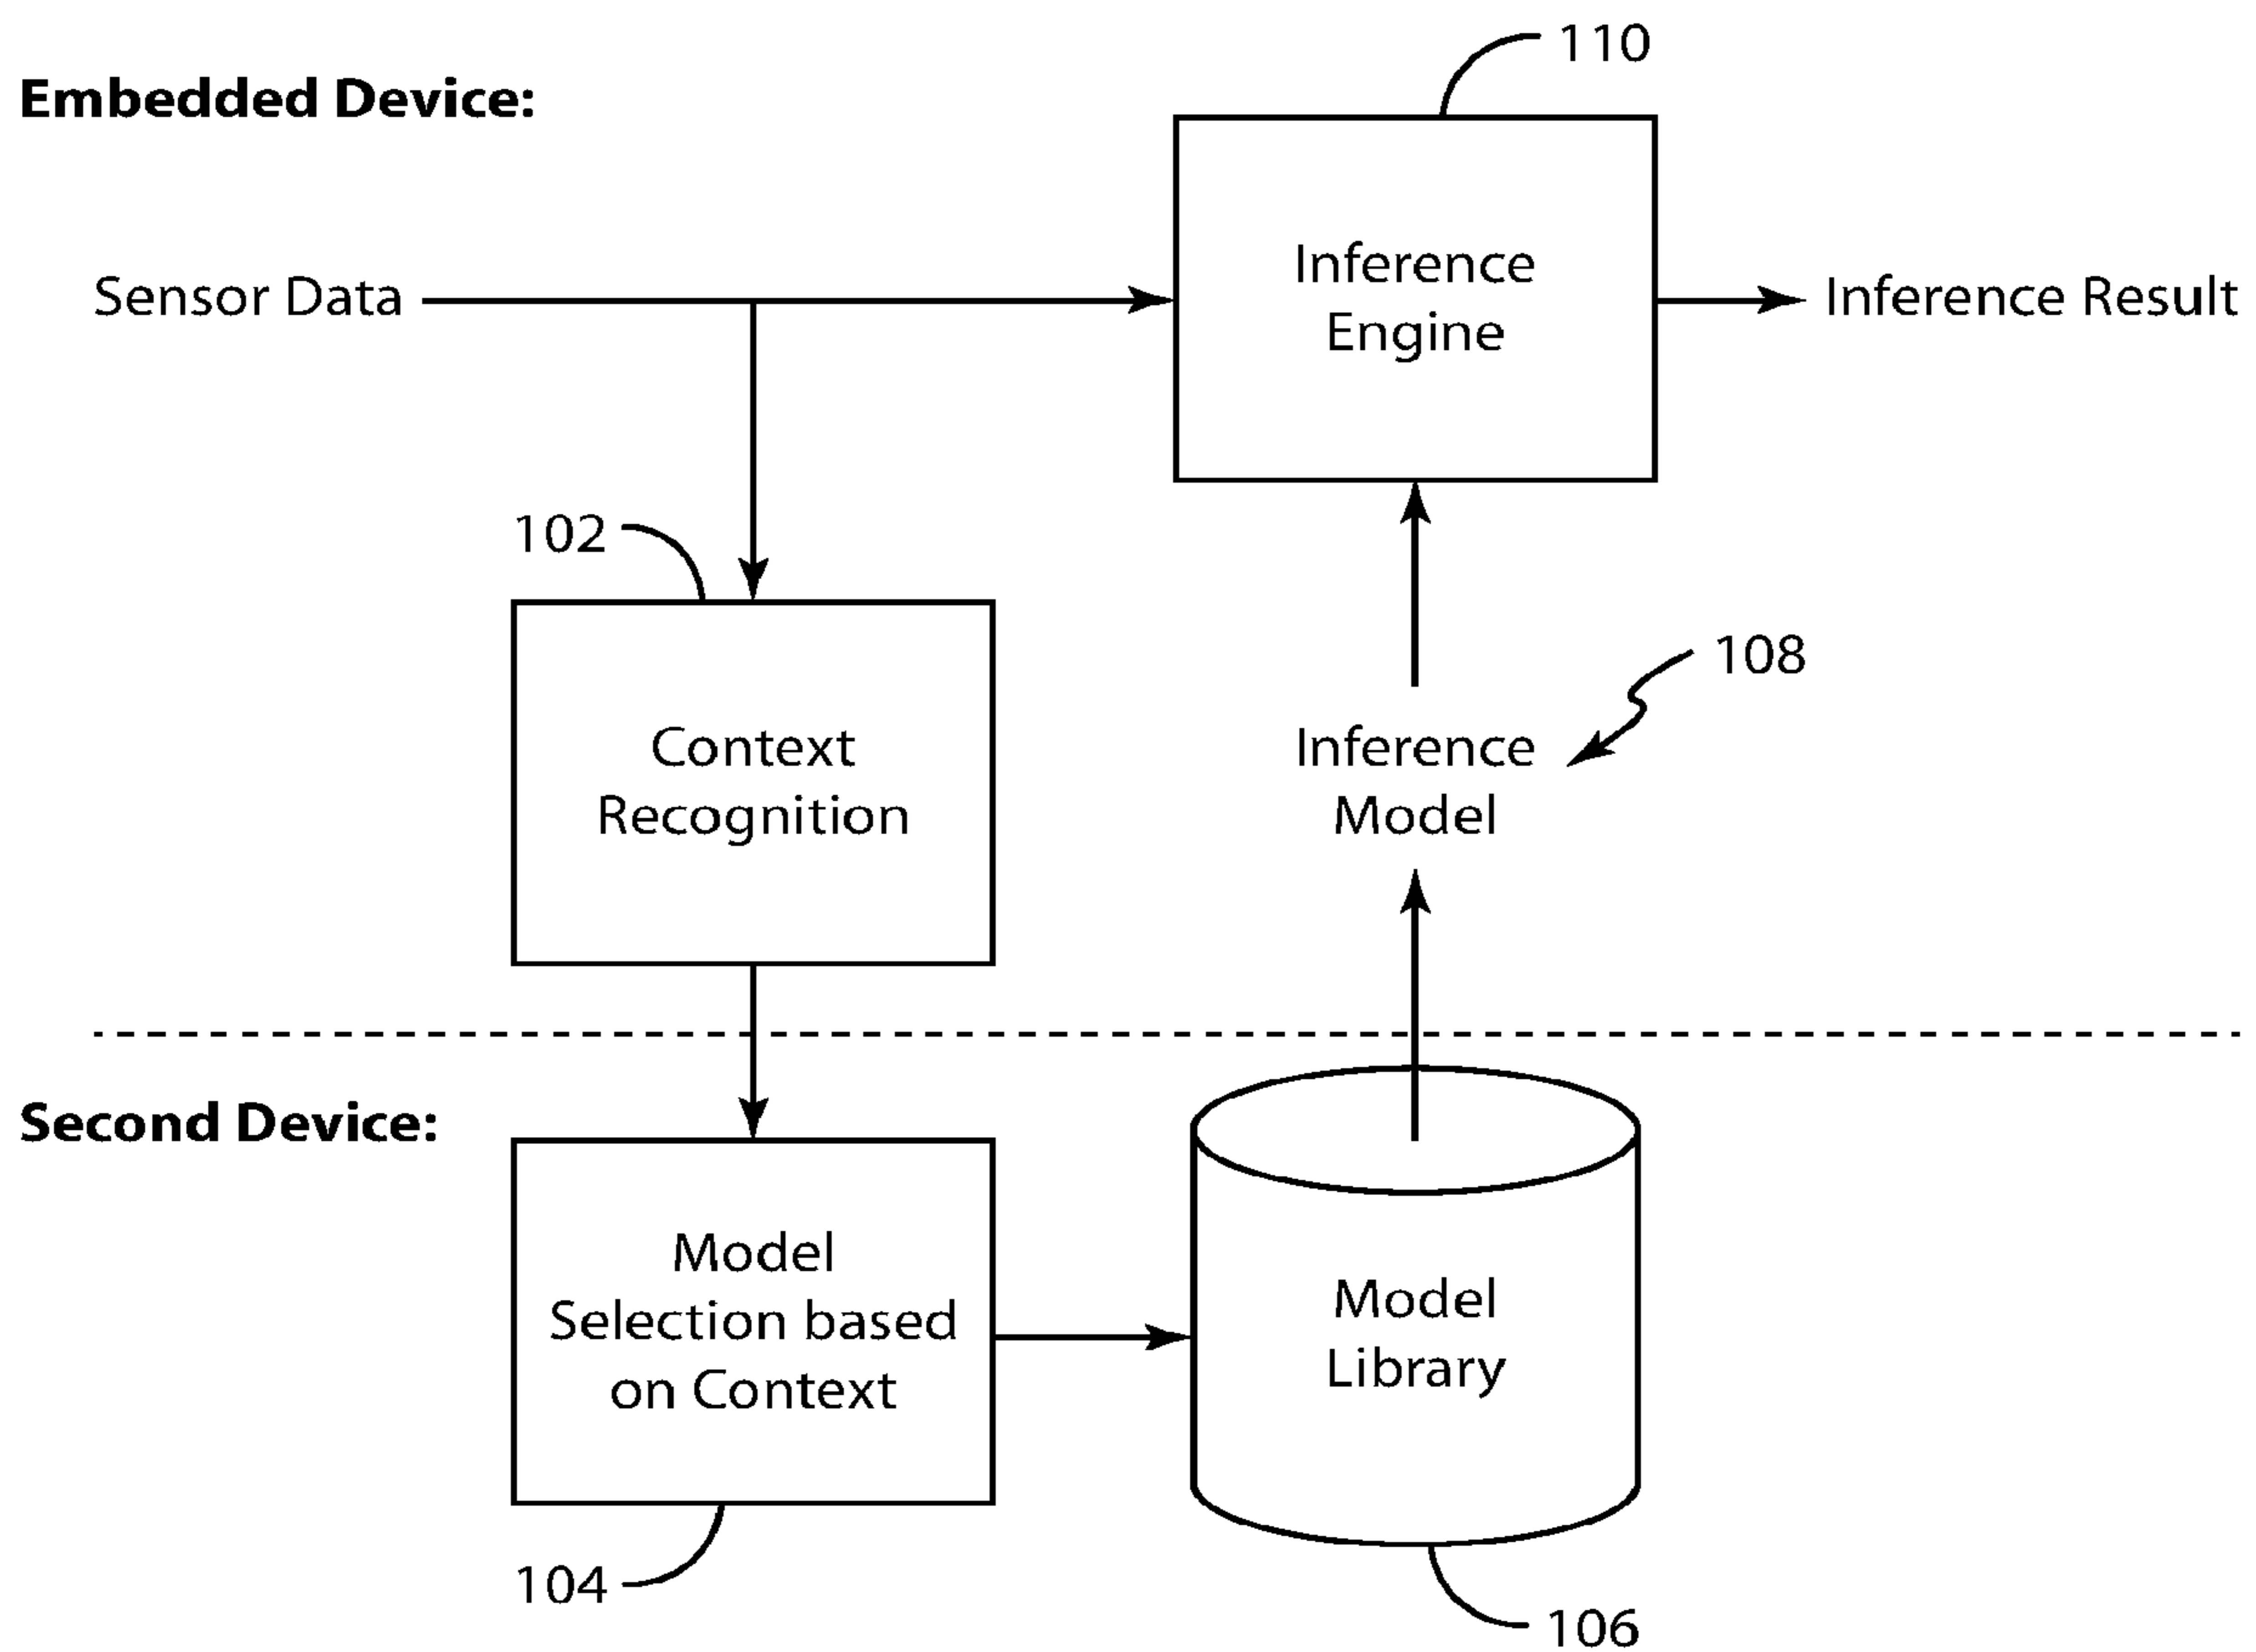 110
Embedded Device:
Inference
Engine
Sensor Data
Inference Result
102
108
Context
Recognition
Inference
Model
Second Device:
Model
Selection based
on Context
Model
Library
104
106